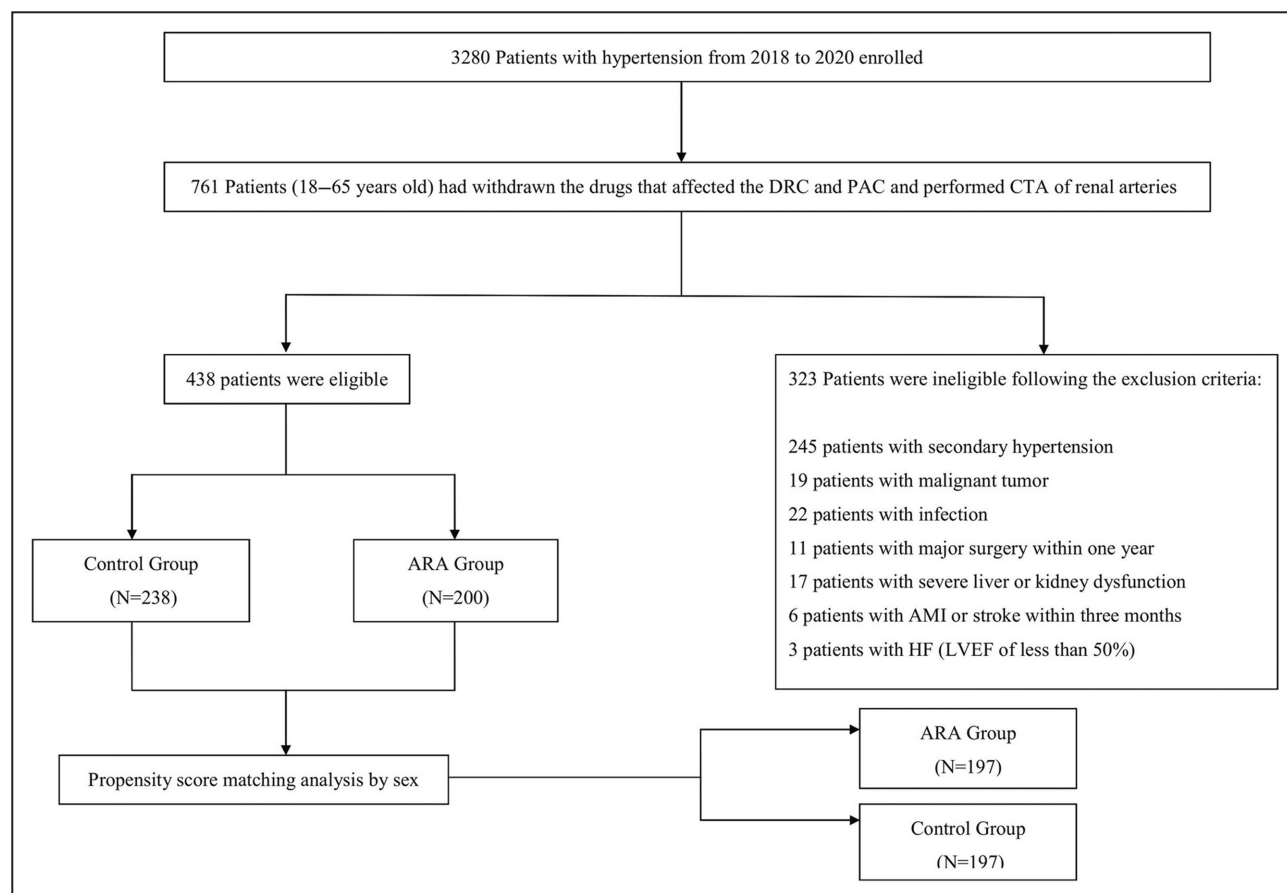 3280 Patients with hypertension from 2018 to 2020 enrolled
761 Patients (18–65 years old) had withdrawn the drugs that affected the DRC and PAC and performed CTA of renal arteries
438 patients were eligible
323 Patients were ineligible following the exclusion criteria:
245 patients with secondary hypertension
19 patients with malignant tumor
22 patients with infection
11 patients with major surgery within one year
17 patients with severe liver or kidney dysfunction
6 patients with AMI or stroke within three months
3 patients with HF (LVEF of less than 50%)
Control Group
(N=238)
ARA Group
(N=200)
Propensity score matching analysis by sex
ARA Group
(N=197)
Control Group
(N=197)